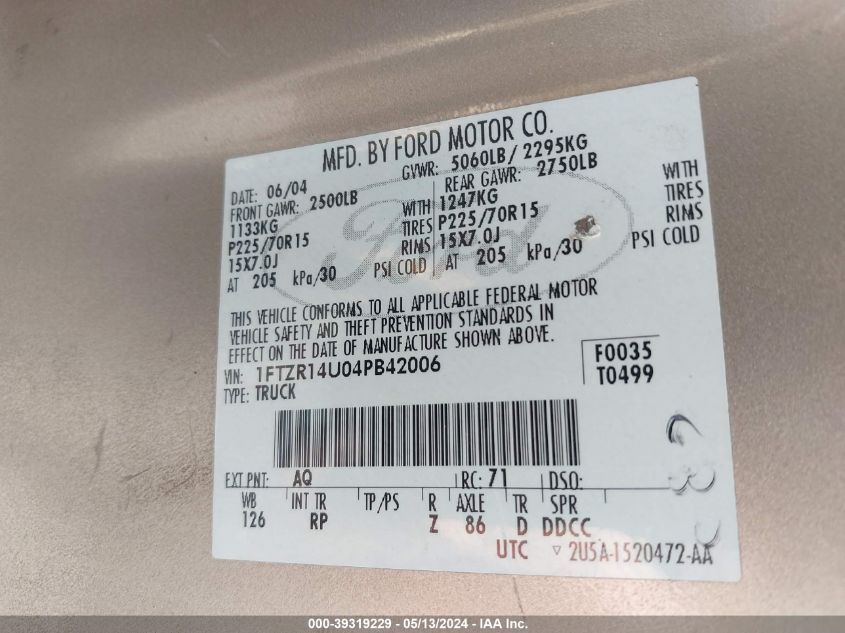 MFD. BY FORD MOTOR CO.
DATE: 06/04 GVWR: 5060LB/ 2295KG
FRONT GAWR: 2500LB REAR GAWR: 2750LB
1133KG WITH 1247KG WITH
P225/70R15 TIRES P225/70R15 TIRES
15X7.0J RIMS 15X7.0J RIMS
AT 205 kPa/30 PSI COLD AT 205 kPa/30 PSI COLD
Ford
THIS VEHICLE CONFORMS TO ALL APPLICABLE FEDERAL MOTOR
VEHICLE SAFETY AND THEFT PREVENTION STANDARDS IN
EFFECT ON THE DATE OF MANUFACTURE SHOWN ABOVE.
VIN: 1FTZR14U04PB42006 F0035
TYPE: TRUCK T0499
EXT PNT: AQ RC: 71 DSO:
WB INT TR TP/PS R AXLE TR SPR
126 RP Z 86 D DDCC
UTC ▽ 2U5A-1520472-AA
000-39319229 - 05/13/2024 - IAA Inc.